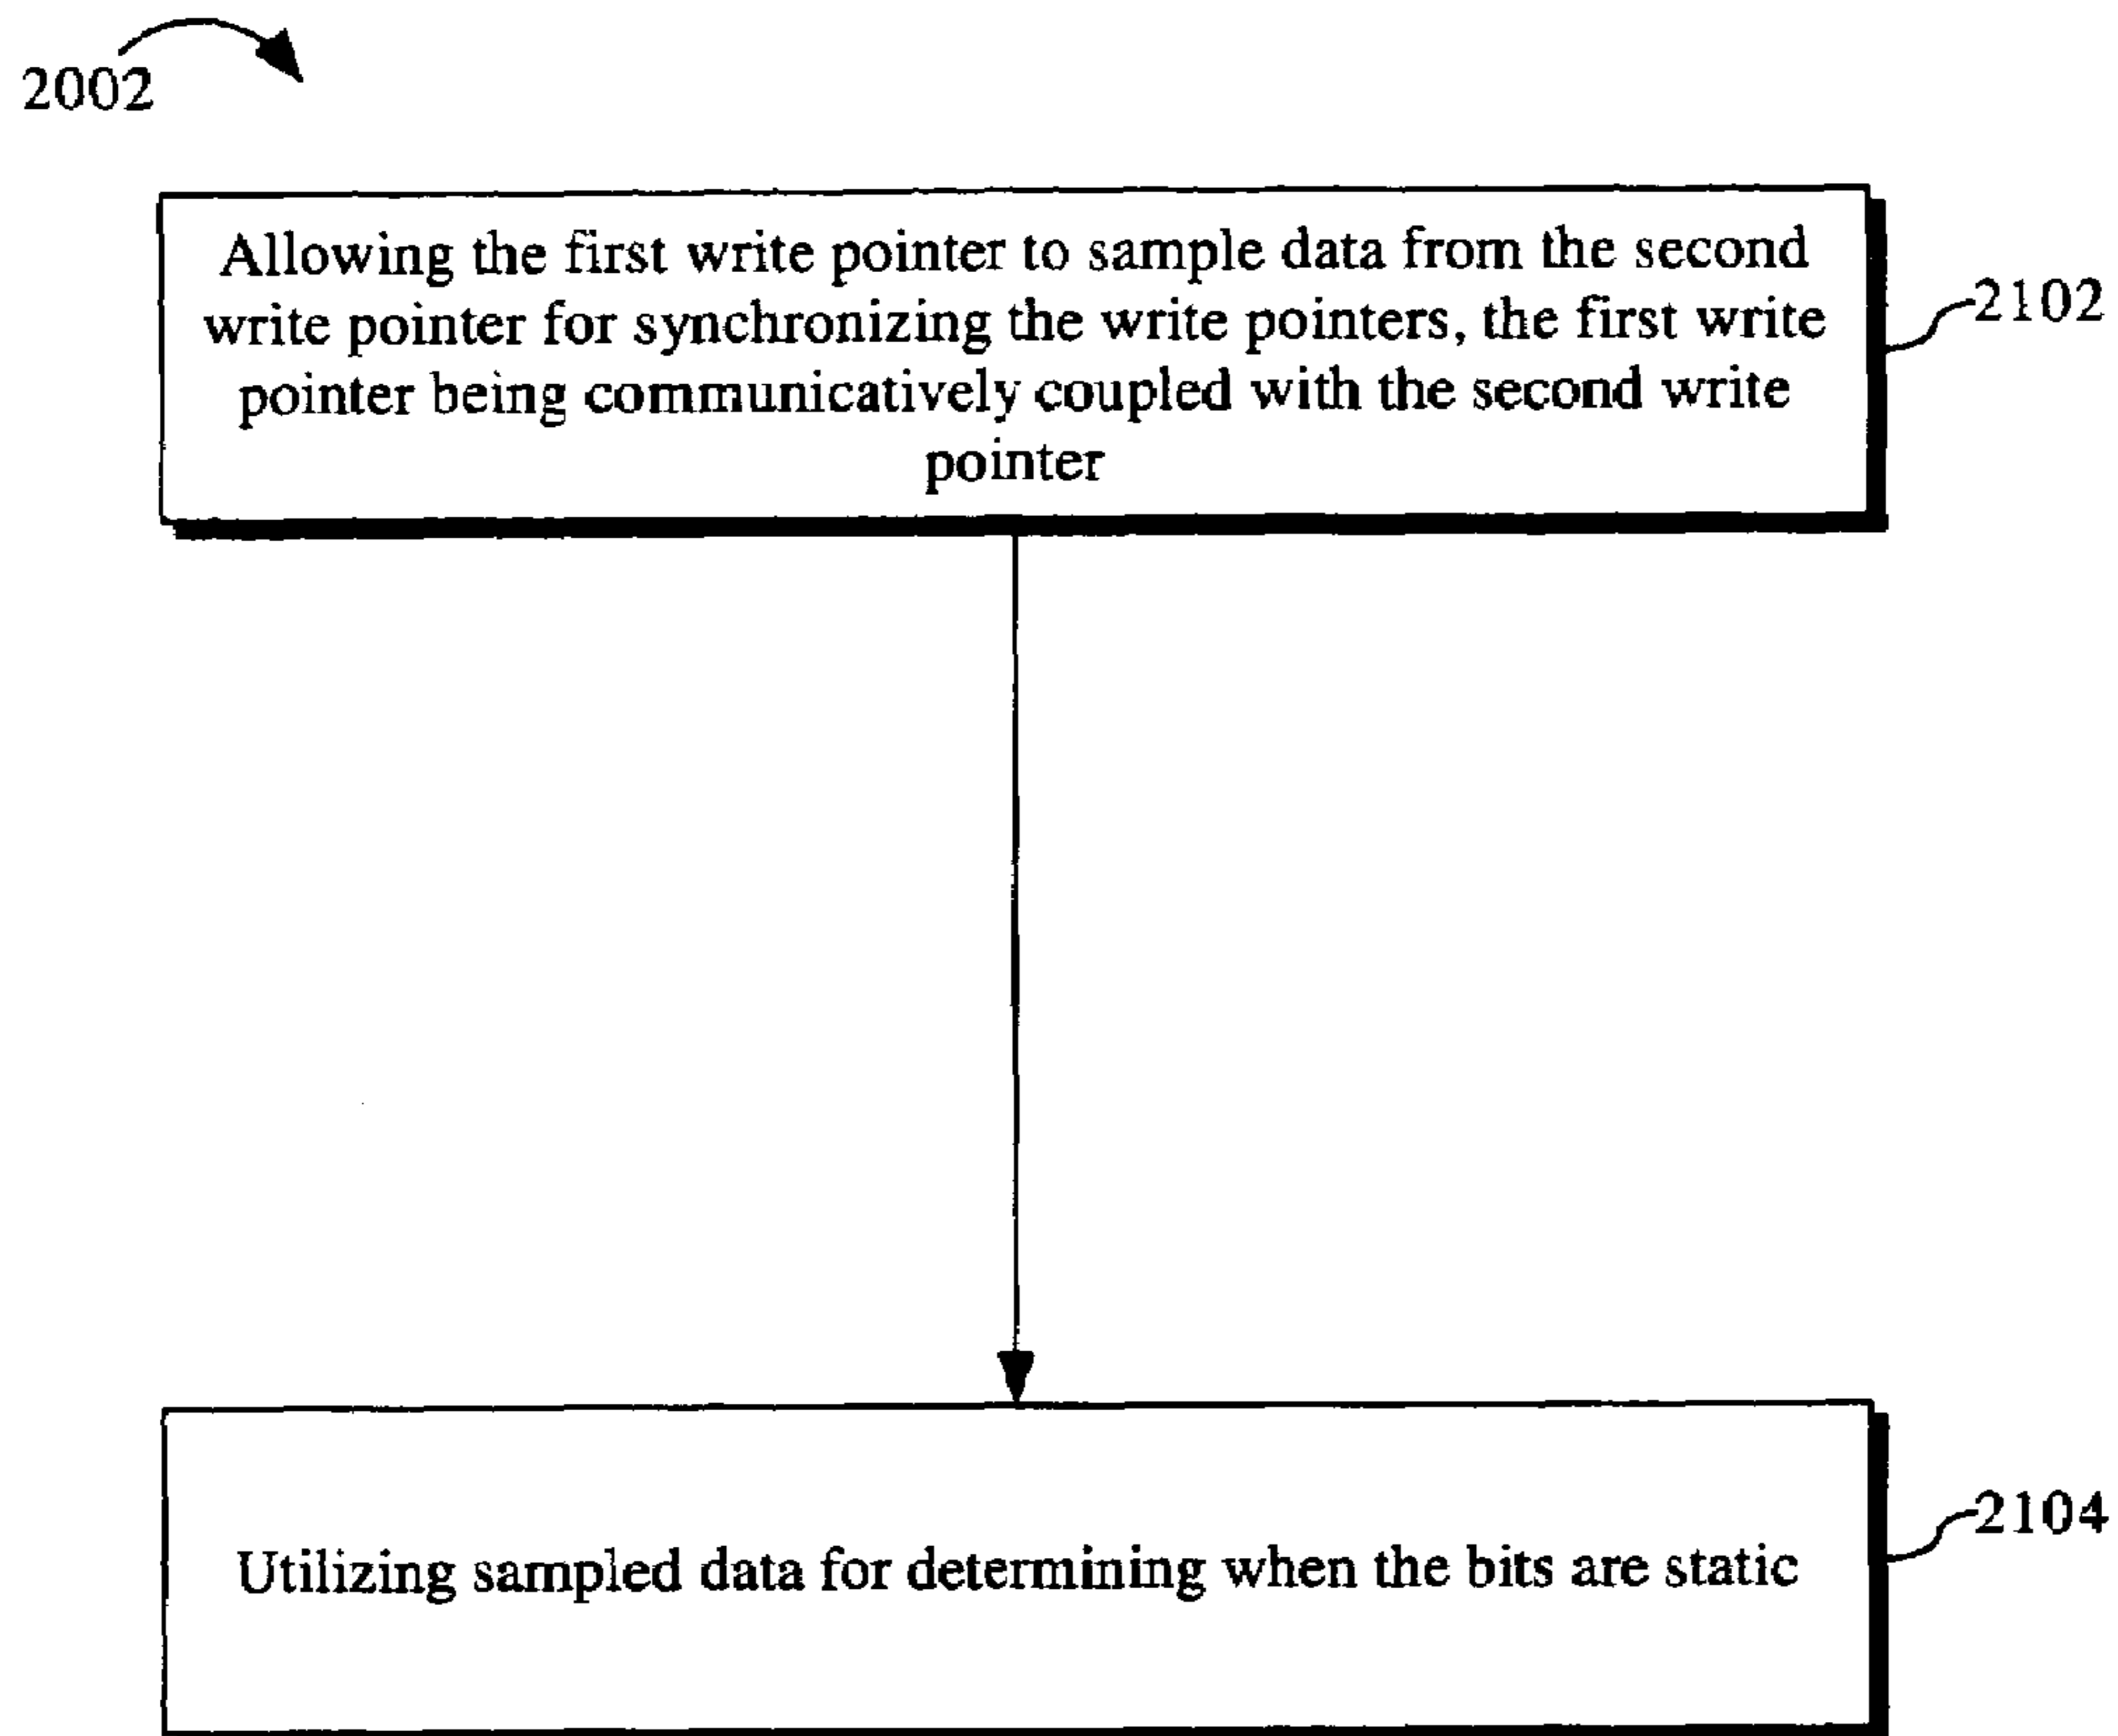 2002
Allowing the first write pointer to sample data from the second
write pointer for synchronizing the write pointers, the first write
pointer being communicatively coupled with the second write
pointer
2102
Utilizing sampled data for determining when the bits are static
2104